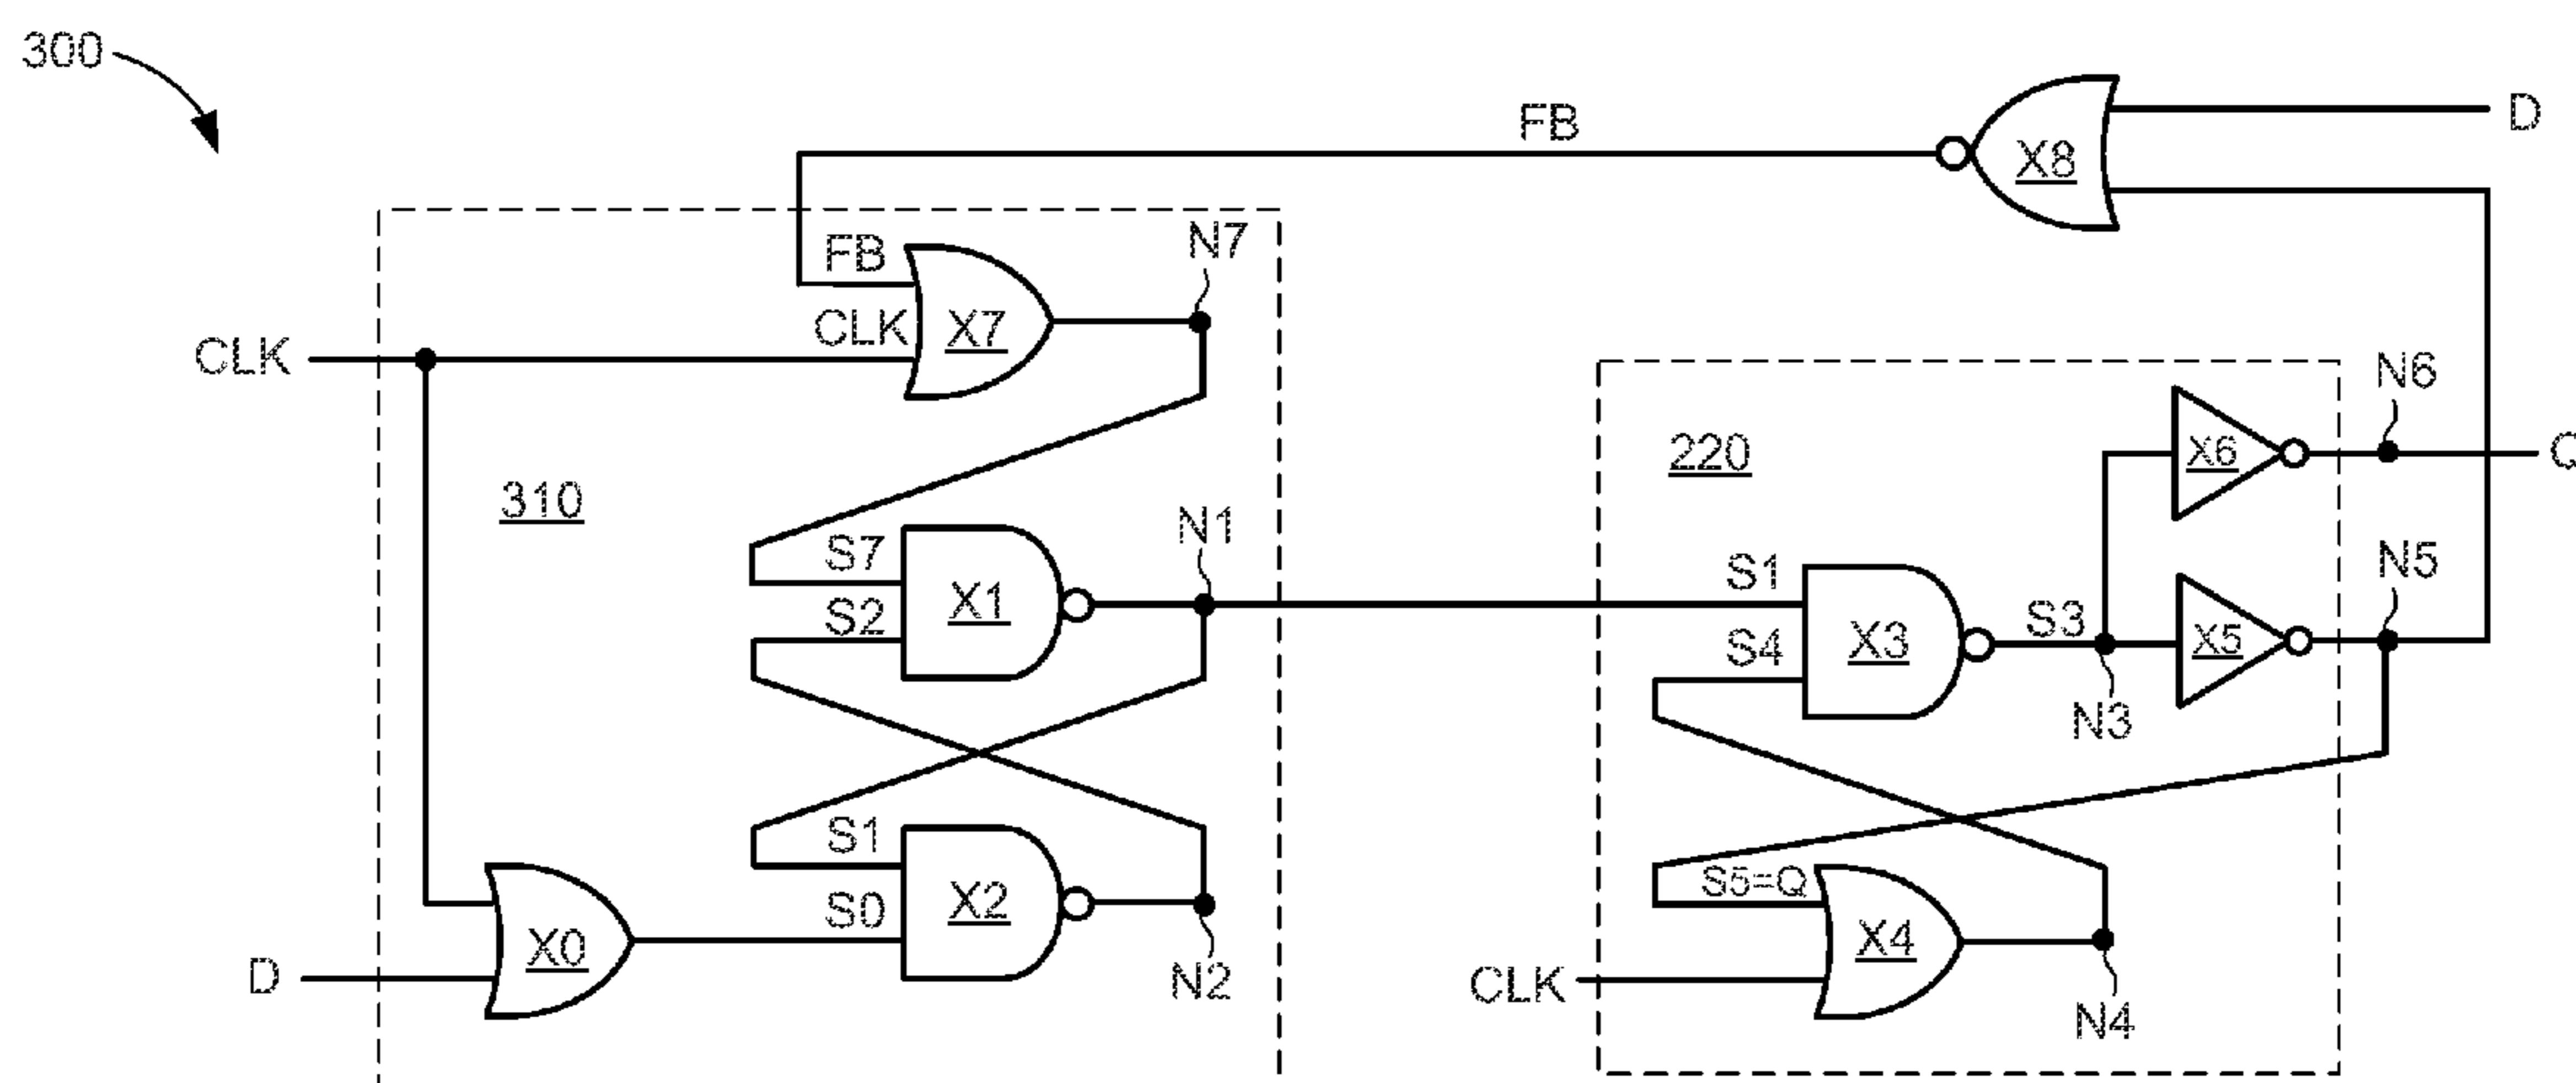 300
FB
D
X8
N7
FB
CLK
X7
CLK
N6
220
X6
Q
310
N1
N5
S7
X1
S1
S2
X3
S3
X5
S4
N3
S1
S5=Q
X2
S0
X4
X0
D
N2
CLK
N4